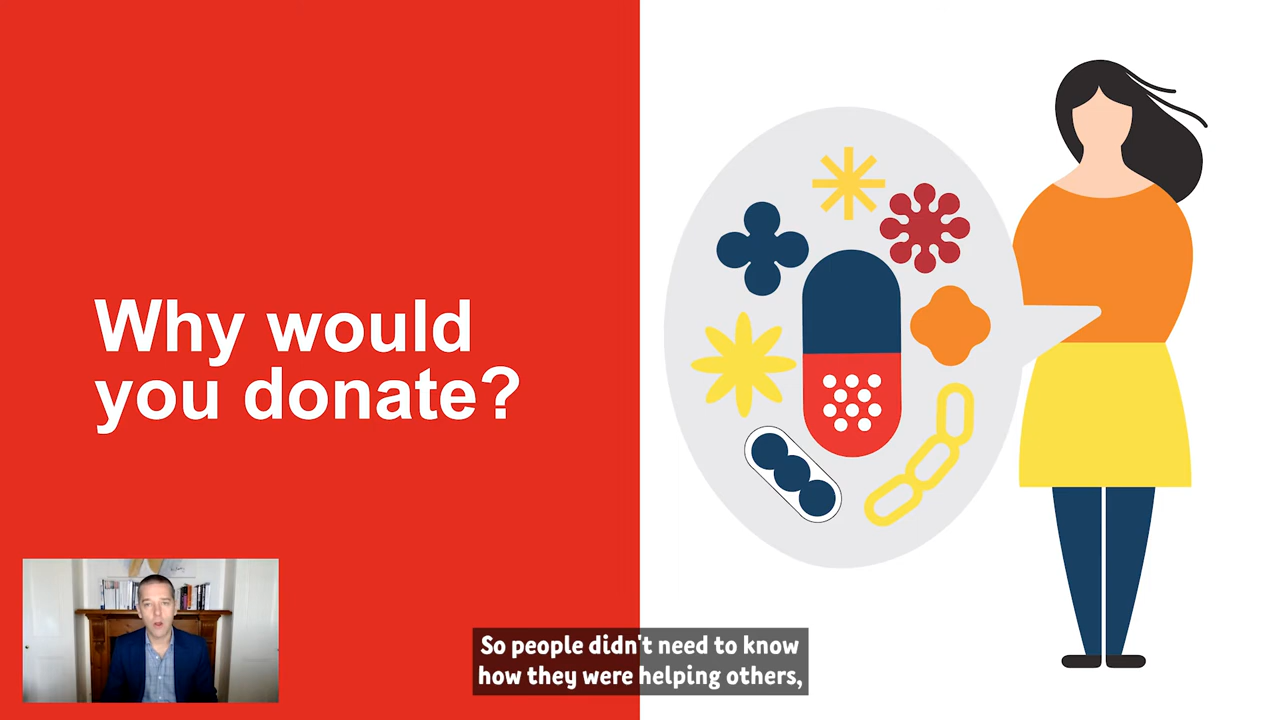 Why would
you donate?
So people didn't need to know
how they were helping others,